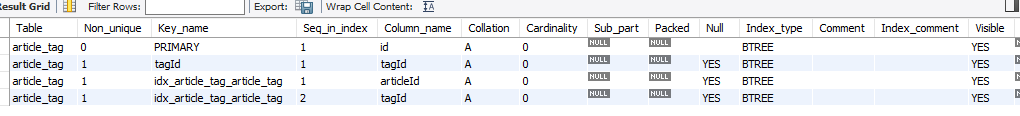 Result Grid Filter Rows: Export: Wrap Cell Content: IA
Table Non_unique Key_name Seq_in_index Column_name Collation Cardinality Sub_part Packed Null Index_type Comment Index_comment Visible
article_tag 0 PRIMARY 1 id A 0 NULL NULL BTREE YES
article_tag 1 tagId 1 tagId A 0 NULL NULL YES BTREE YES
article_tag 1 idx_article_tag_article_tag 1 articleId A 0 NULL NULL YES BTREE YES
article_tag 1 idx_article_tag_article_tag 2 tagId A 0 NULL NULL YES BTREE YES